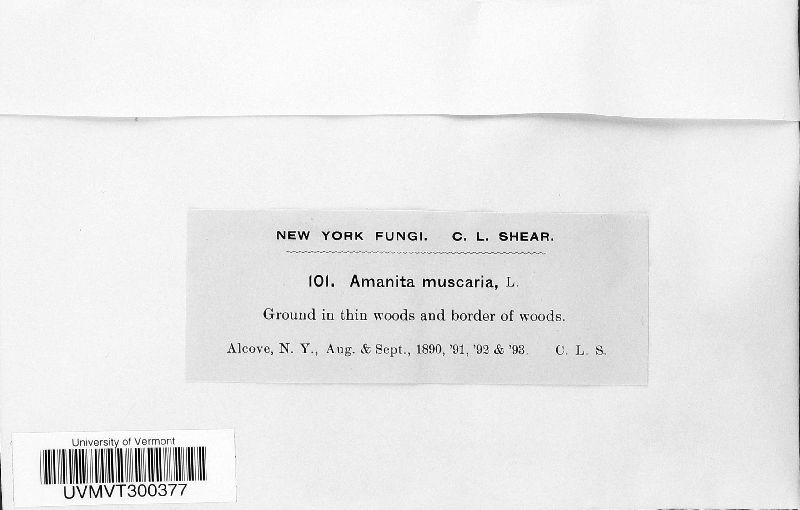 NEW YORK FUNGI. C. L. SHEAR.
101. Amanita muscaria, L.
Ground in thin woods and border of woods.
Alcove, N. Y., Aug. & Sept., 1890, '91, '92 & '93. C. L. S.
University of Vermont
UVMVT300377